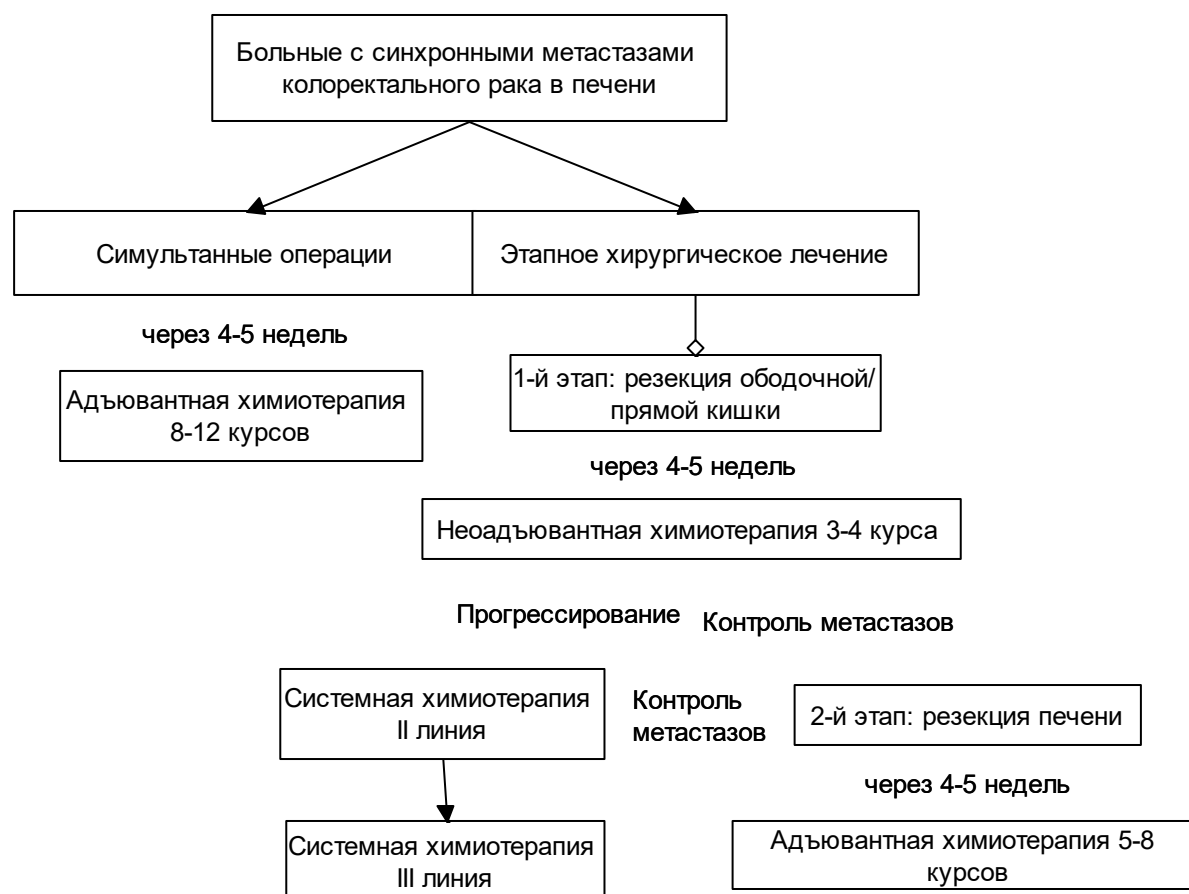 Больные с синхронными метастазами
колоректального рака в печени
Симультанные операции
Этапное хирургическое лечение
через 4-5 недель
Адъювантная химиотерапия
8-12 курсов
1-й этап: резекция ободочной/
прямой кишки
через 4-5 недель
Неоадъювантная химиотерапия 3-4 курса
Прогрессирование
Контроль метастазов
Системная химиотерапия
II линия
Контроль
метастазов
2-й этап: резекция печени
через 4-5 недель
Системная химиотерапия
III линия
Адъювантная химиотерапия 5-8
курсов